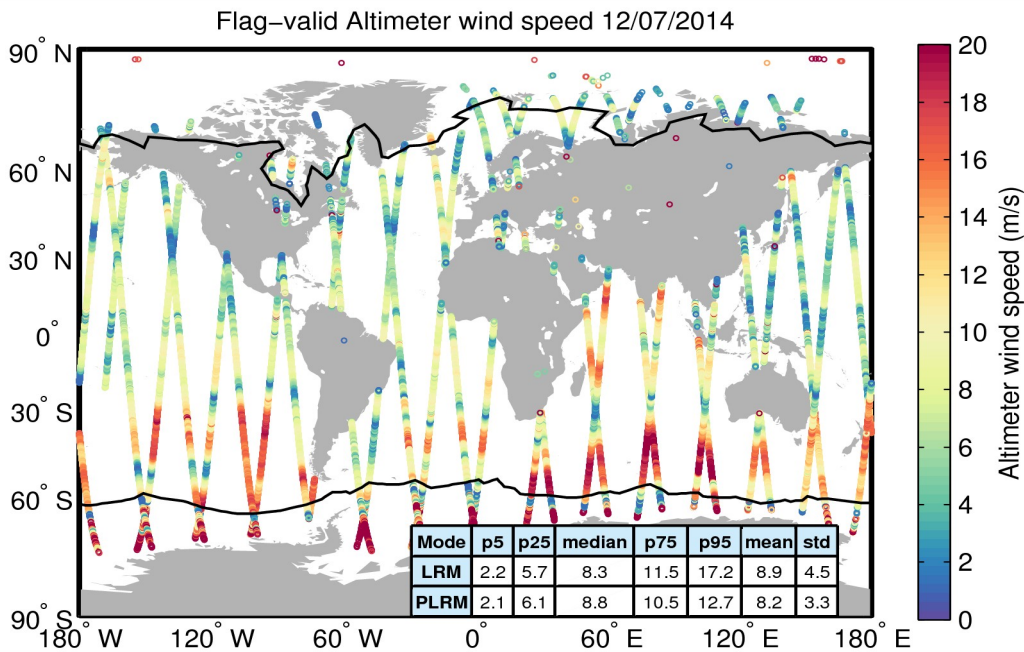 Flag−valid Altimeter wind speed 12/07/2014
90° N
60° N
30° N
0°
30° S
60° S
90° S
180° W
120° W
60° W
0°
60° E
120° E
180° E
Mode p5 p25 median p75 p95 mean std
LRM 2.2 5.7 8.3 11.5 17.2 8.9 4.5
PLRM 2.1 6.1 8.8 10.5 12.7 8.2 3.3
20
18
16
14
12
10
8
6
4
2
0
Altimeter wind speed (m/s)